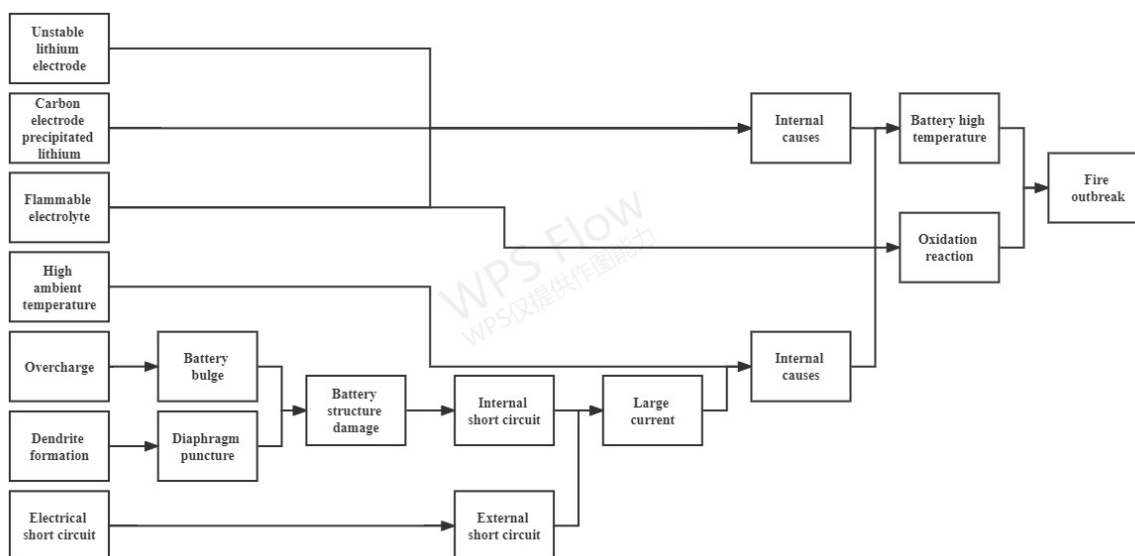 Unstable
lithium
electrode
Carbon
electrode
precipitated
lithium
Internal
causes
Battery high
temperature
Fire
outbreak
Flammable
electrolyte
Oxidation
reaction
WPS Flow
WPS仅提供作图能力
High
ambient
temperature
Overcharge
Battery
bulge
Internal
causes
Battery
structure
damage
Internal
short circuit
Large
current
Dendrite
formation
Diaphragm
puncture
Electrical
short circuit
External
short circuit